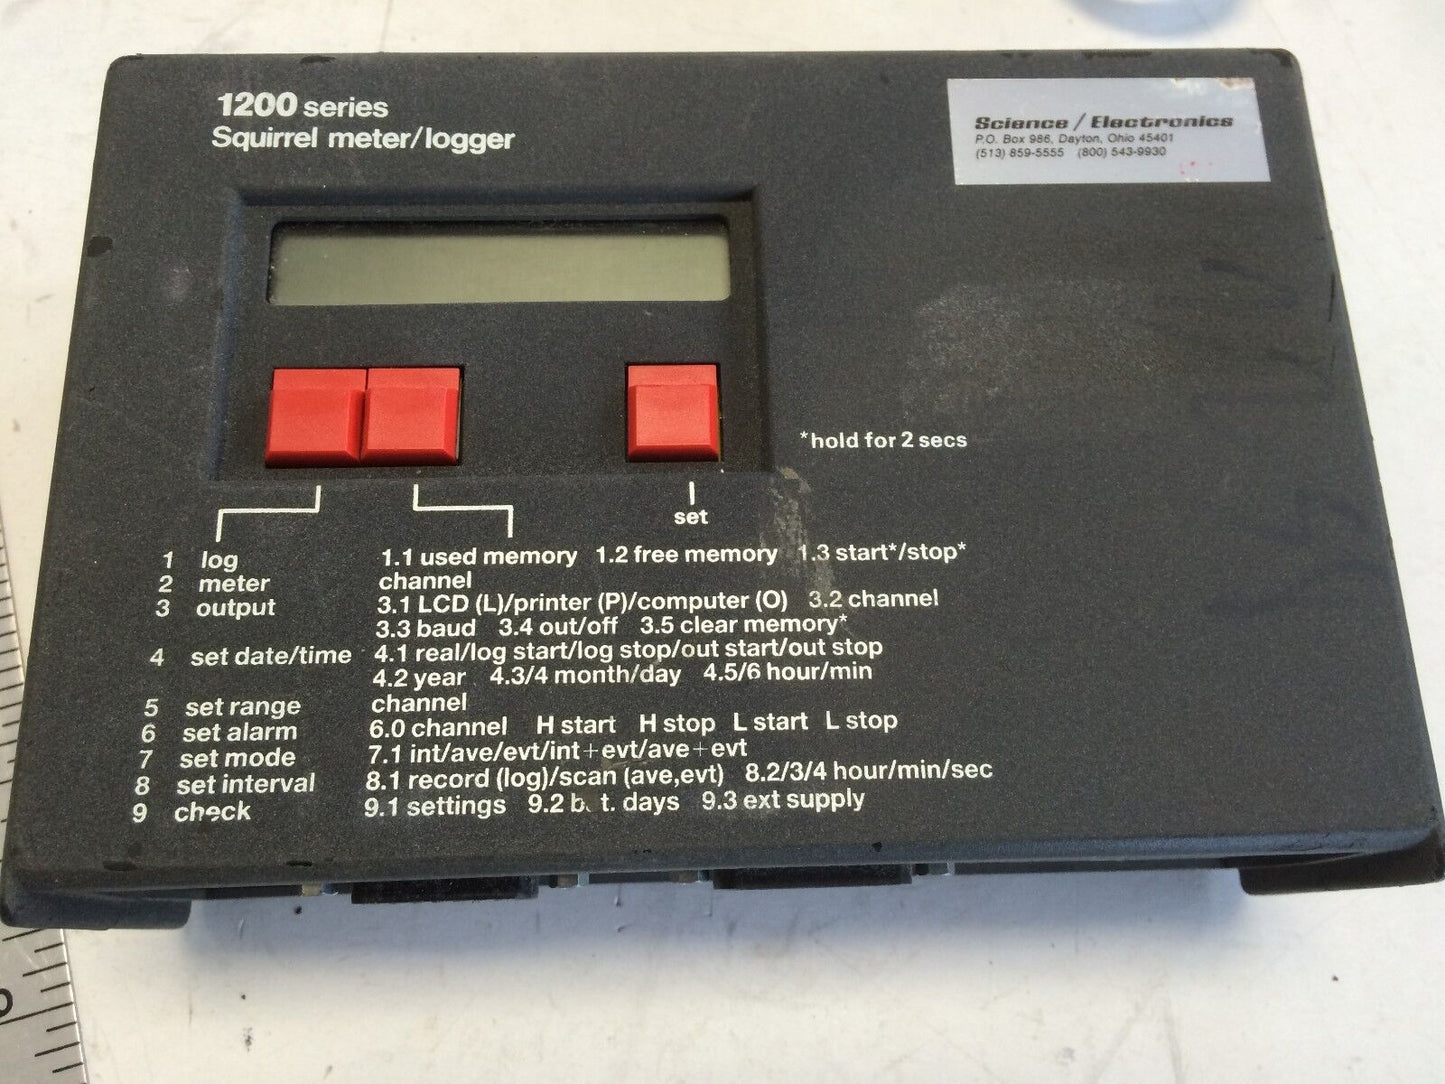 1200 series
Squirrel meter/logger
Science/Electronics
P.O. Box 986, Dayton, Ohio 45401
(513) 859-5555 (800) 543-9930
*hold for 2 secs
set
1 log 1.1 used memory 1.2 free memory 1.3 start*/stop*
2 meter channel
3 output 3.1 LCD (L)/printer (P)/computer (O) 3.2 channel
3.3 baud 3.4 out/off 3.5 clear memory*
4 set date/time 4.1 real/log start/log stop/out start/out stop
4.2 year 4.3/4 month/day 4.5/6 hour/min
5 set range channel
6 set alarm 6.0 channel H start H stop L start L stop
7 set mode 7.1 int/ave/evt/int+evt/ave+evt
8 set interval 8.1 record (log)/scan (ave,evt) 8.2/3/4 hour/min/sec
9 check 9.1 settings 9.2 days 9.3 ext supply